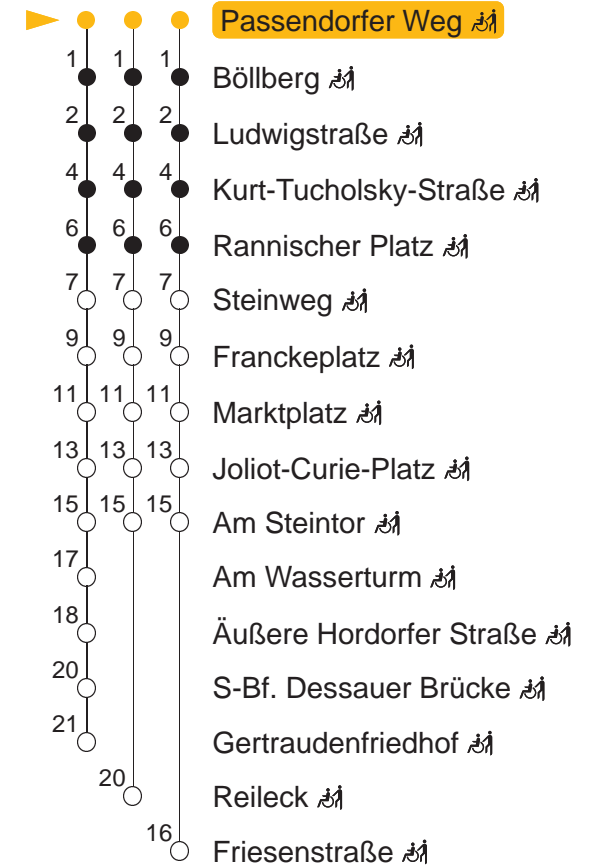 Passendorfer Weg
1 1 1 Böllberg
2 2 2 Ludwigstraße
4 4 4 Kurt-Tucholsky-Straße
6 6 6 Rannischer Platz
7 7 7 Steinweg
9 9 9 Franckeplatz
11 11 11 Marktplatz
13 13 13 Joliot-Curie-Platz
15 15 15 Am Steintor
17 Am Wasserturm
18 Äußere Hordorfer Straße
20 S-Bf. Dessauer Brücke
21 Gertraudenfriedhof
20 Reileck
16 Friesenstraße